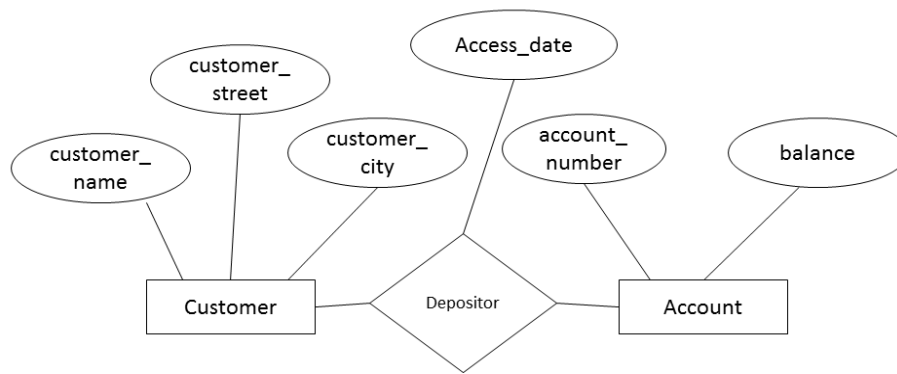 Access_date
customer_
street
customer_
name
customer_
city
account_
number
balance
Customer
Depositor
Account